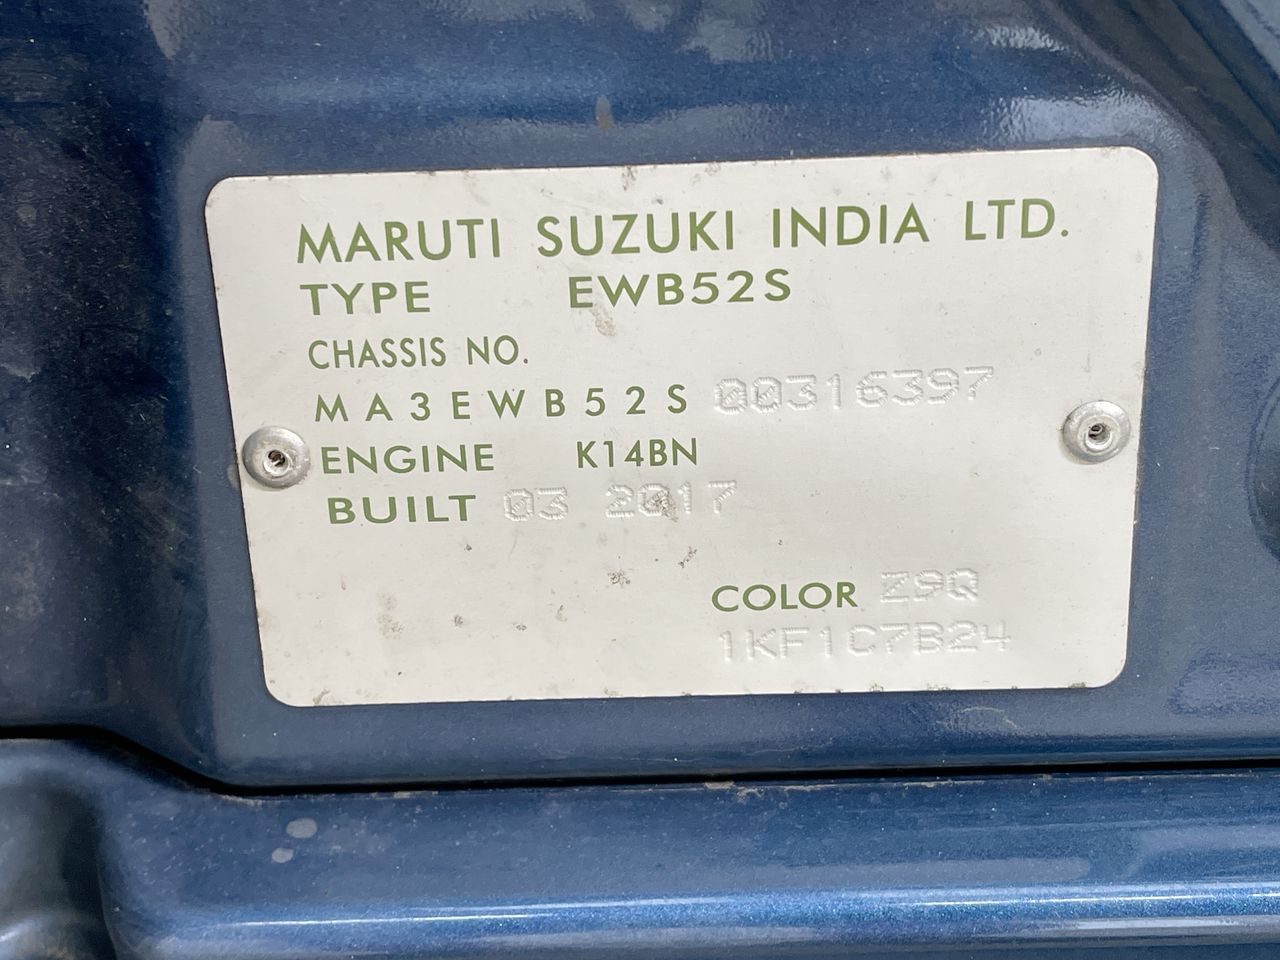 MARUTI SUZUKI INDIA LTD.
TYPE EWB52S
CHASSIS NO.
MA3EWB52S 00316397
ENGINE K14BN
BUILT 03 2017
COLOR Z9Q
1KF1C7B24